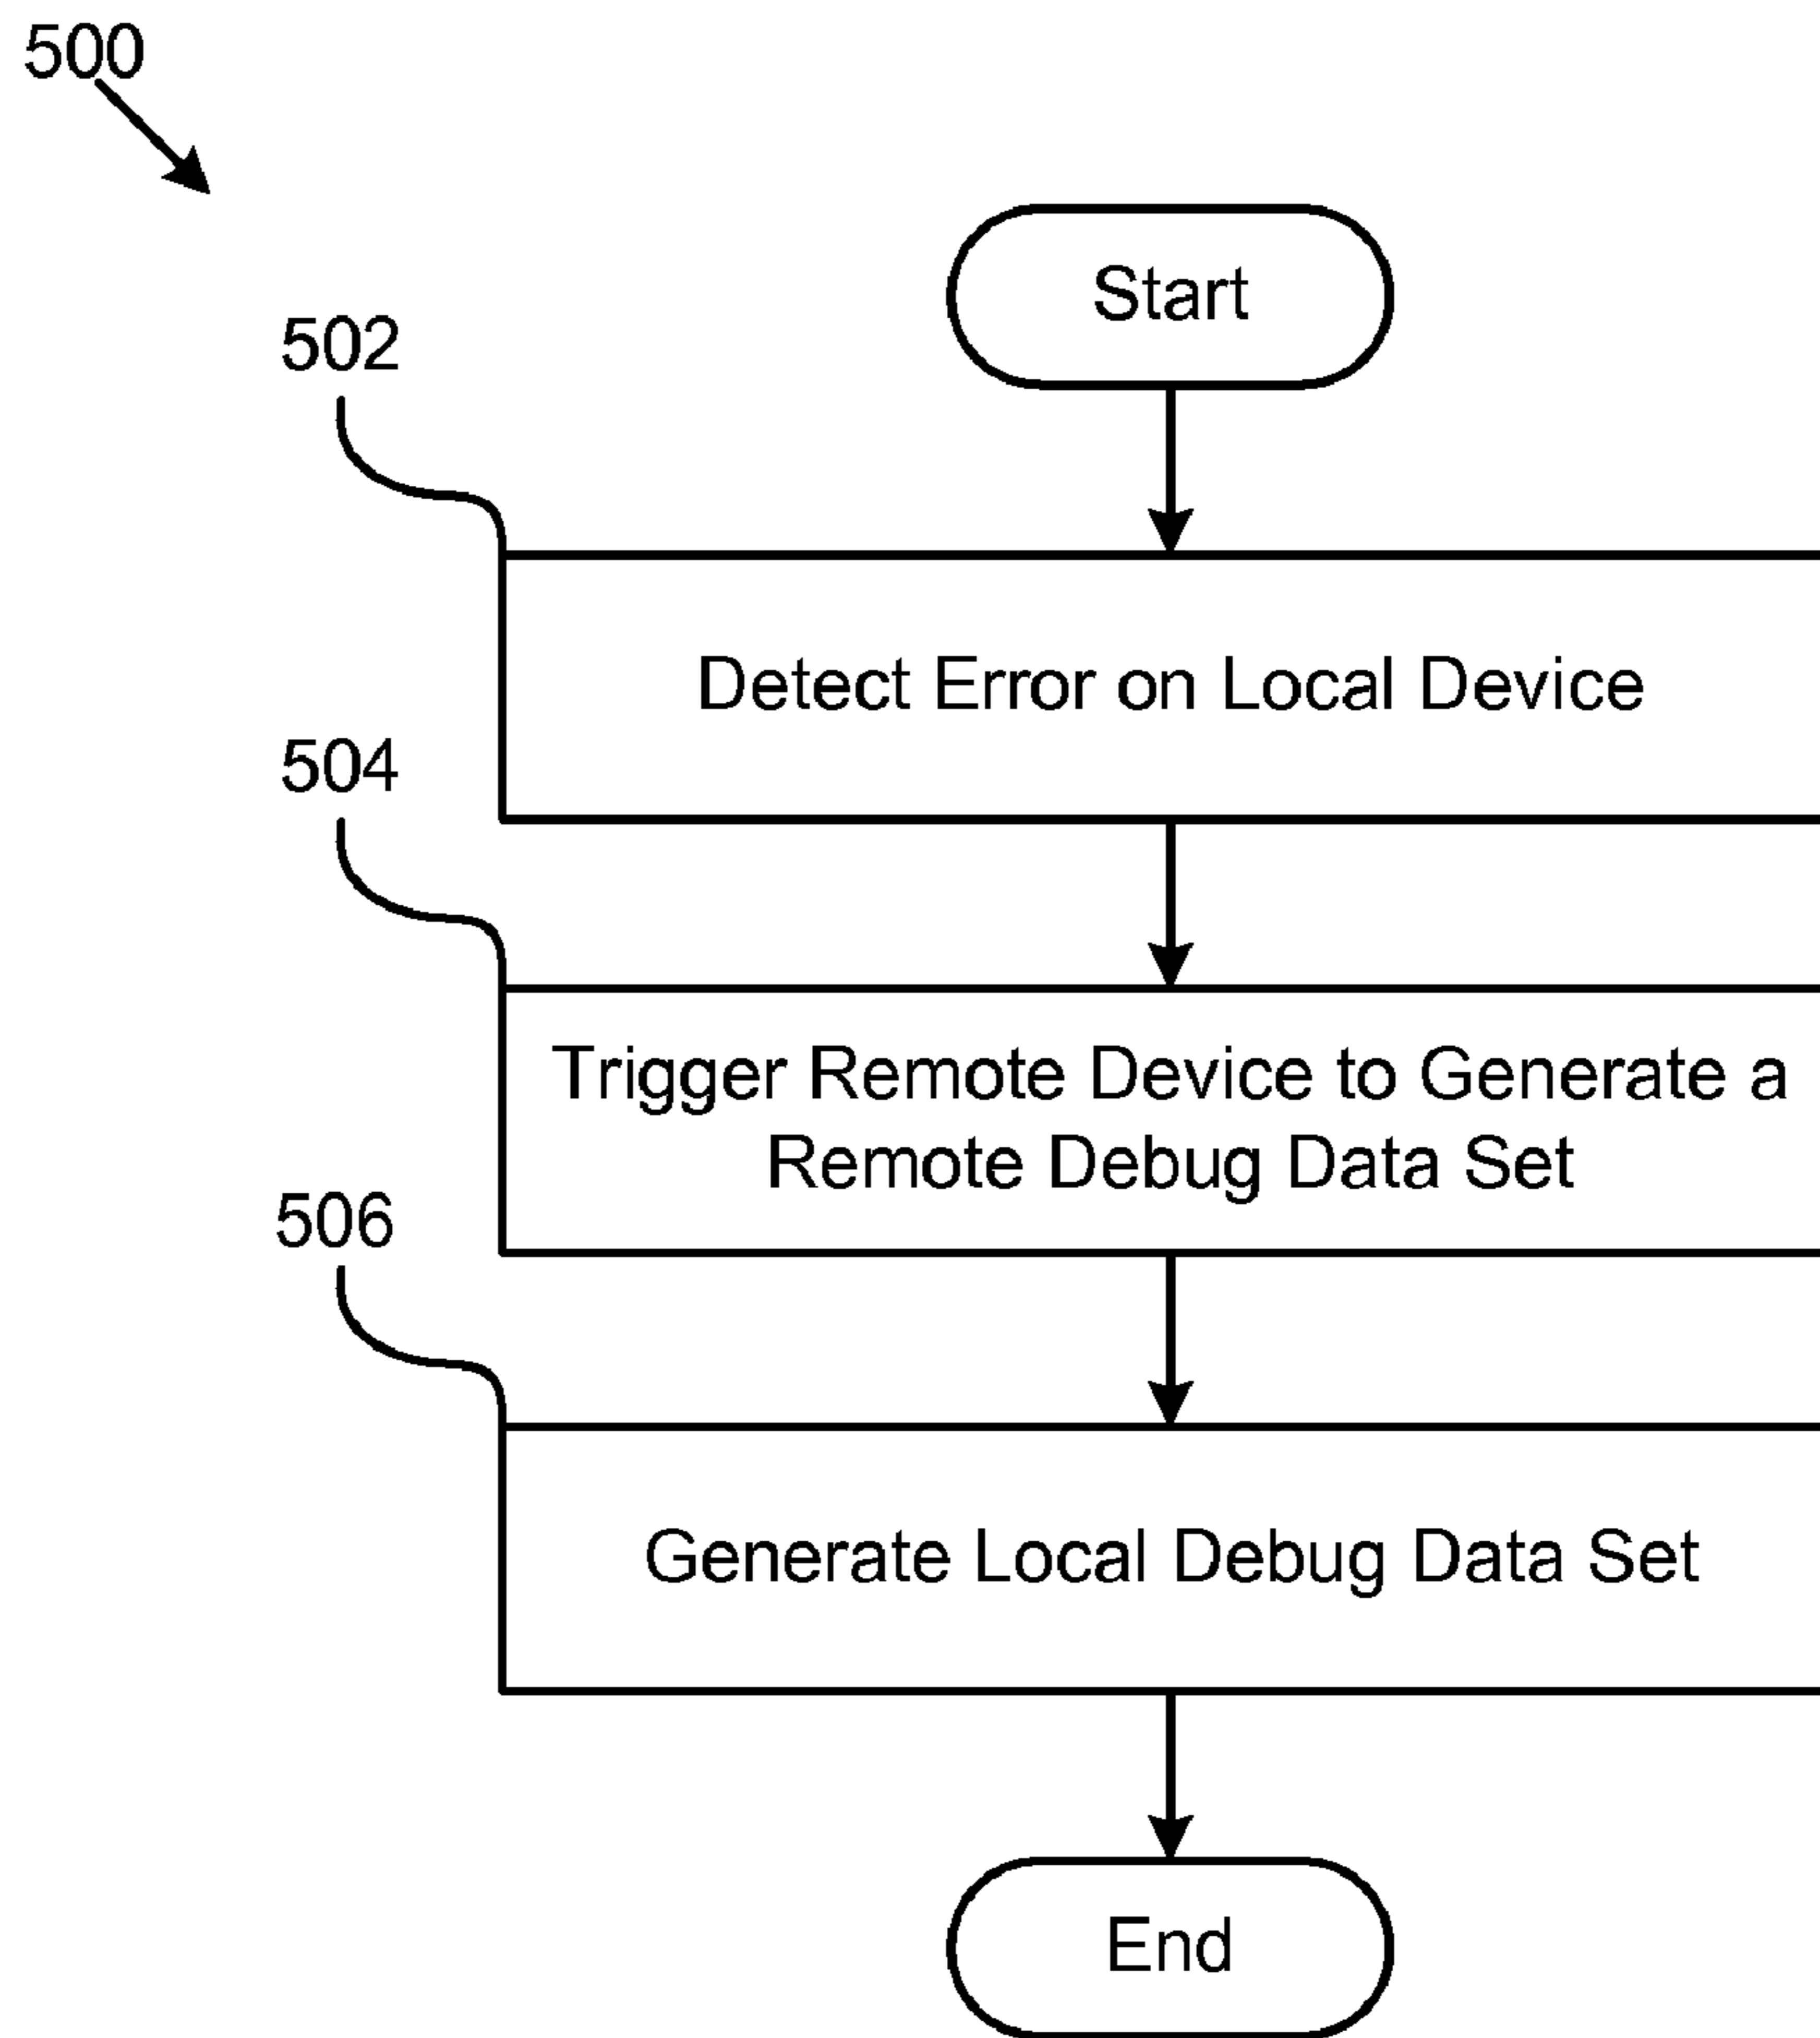 500
Start
502
Detect Error on Local Device
504
Trigger Remote Device to Generate a
Remote Debug Data Set
506
Generate Local Debug Data Set
End